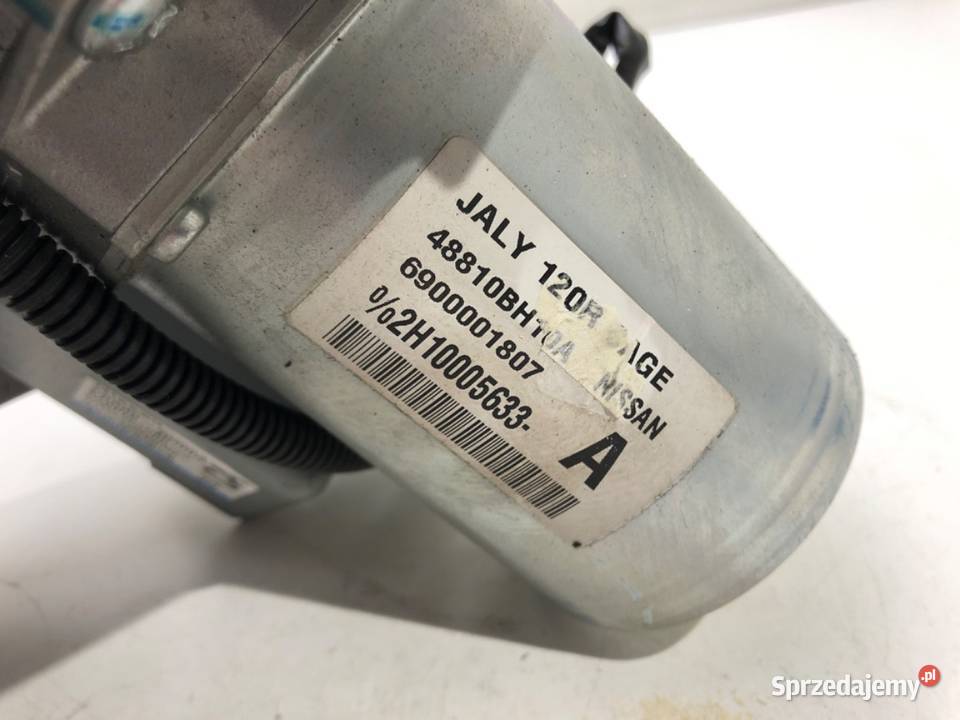 JALY 120R
48810BH10A NISSAN
6900001807
%2H10005633-
A
Sprzedajemy.pl